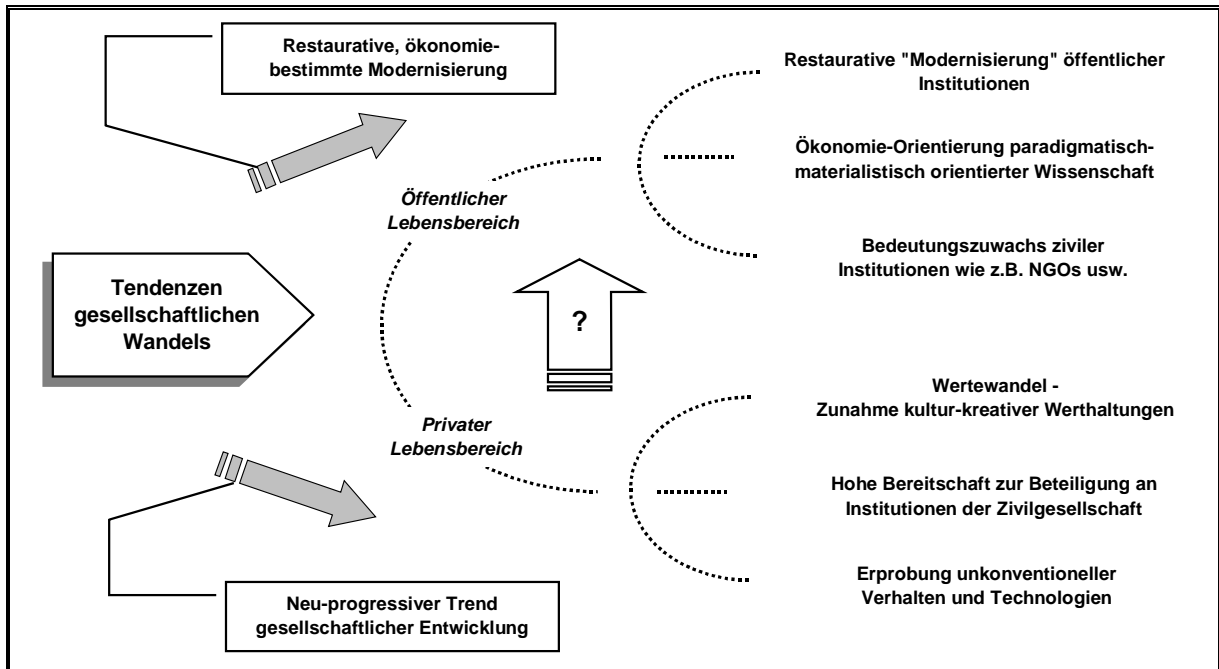 Restaurative, ökonomie-
bestimmte Modernisierung
Restaurative "Modernisierung" öffentlicher
Institutionen
Ökonomie-Orientierung paradigmatisch-
materialistisch orientierter Wissenschaft
Öffentlicher
Lebensbereich
Bedeutungszuwachs ziviler
Institutionen wie z.B. NGOs usw.
Tendenzen
gesellschaftlichen
Wandels
?
Wertewandel -
Zunahme kultur-kreativer Werthaltungen
Privater
Lebensbereich
Hohe Bereitschaft zur Beteiligung an
Institutionen der Zivilgesellschaft
Erprobung unkonventioneller
Verhalten und Technologien
Neu-progressiver Trend
gesellschaftlicher Entwicklung